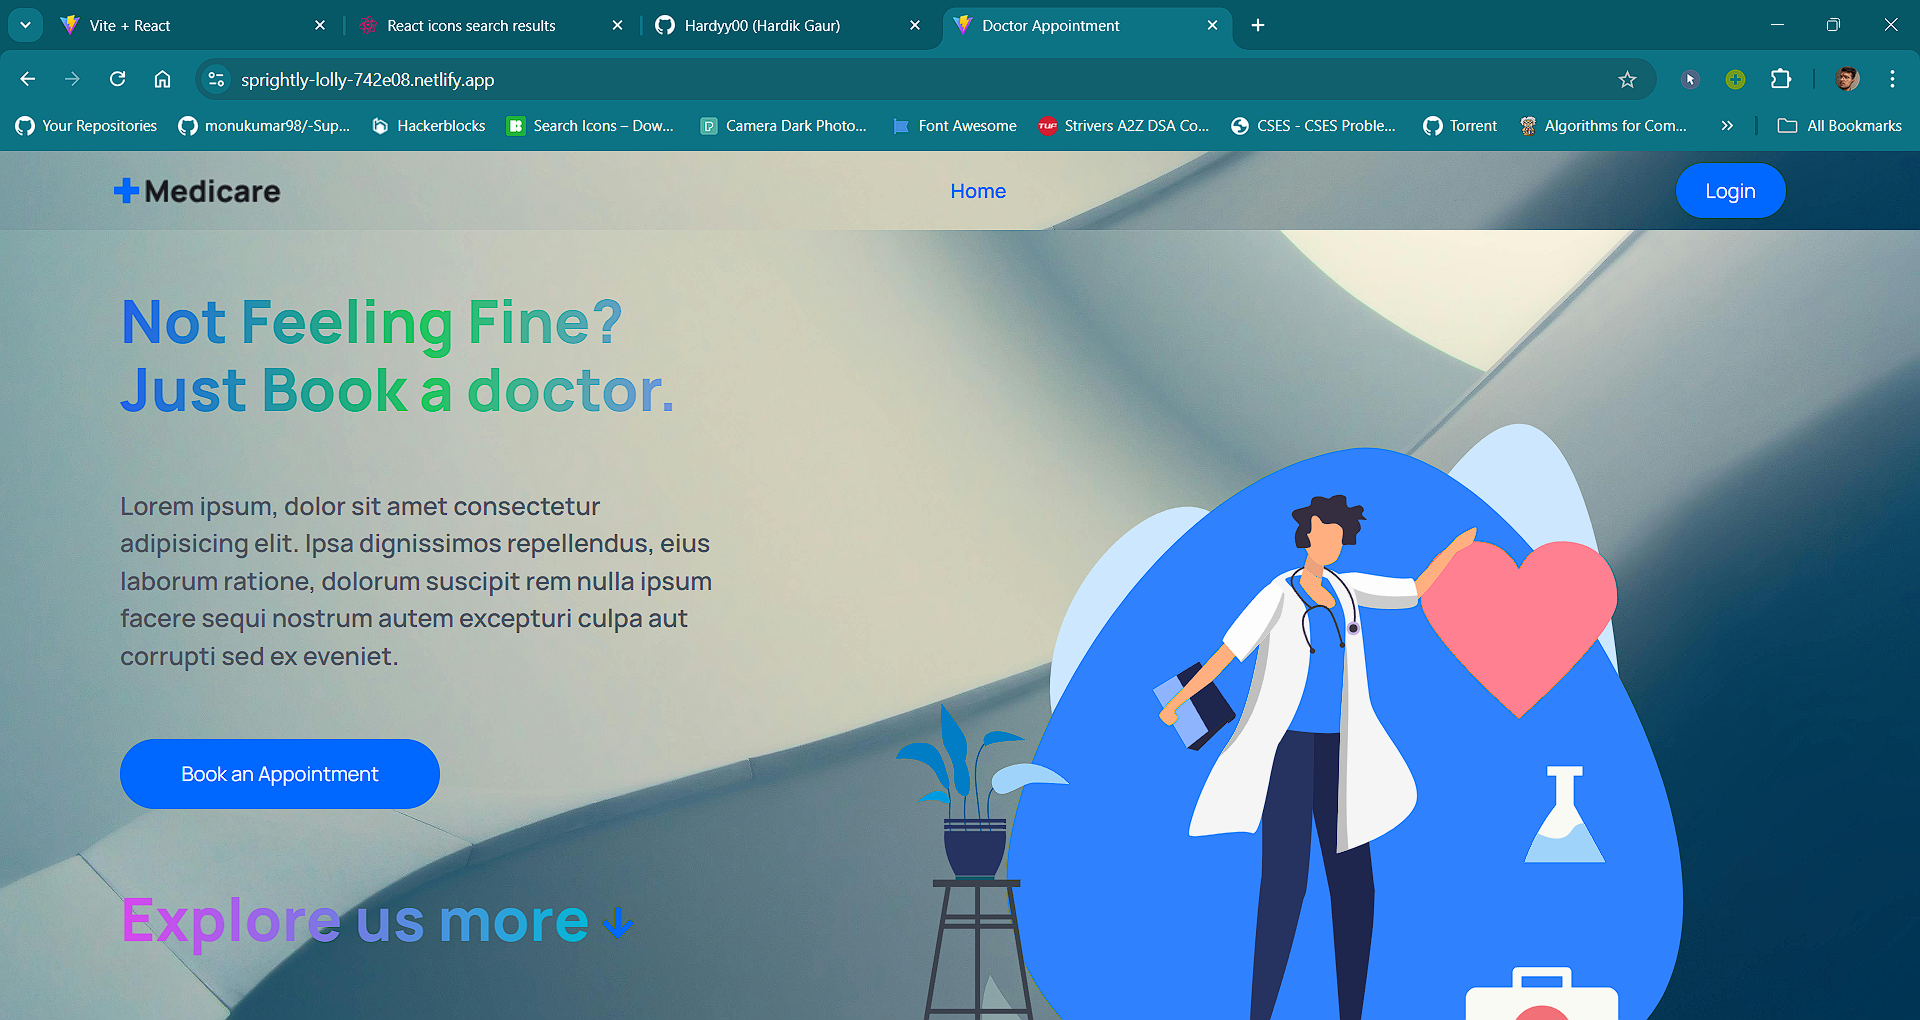 Vite + React
React icons search results
Hardyy00 (Hardik Gaur)
Doctor Appointment
sprightly-lolly-742e08.netlify.app
Your Repositories
monukumar98/-Sup...
Hackerblocks
Search Icons – Dow...
Camera Dark Photo...
Font Awesome
TUF
Strivers A2Z DSA Co...
CSES - CSES Proble...
Torrent
Algorithms for Com...
All Bookmarks
Medicare
Home
Login
Not Feeling Fine?
Just Book a doctor.
Lorem ipsum, dolor sit amet consectetur
adipisicing elit. Ipsa dignissimos repellendus, eius
laborum ratione, dolorum suscipit rem nulla ipsum
facere sequi nostrum autem excepturi culpa aut
corrupti sed ex eveniet.
Book an Appointment
Explore us more